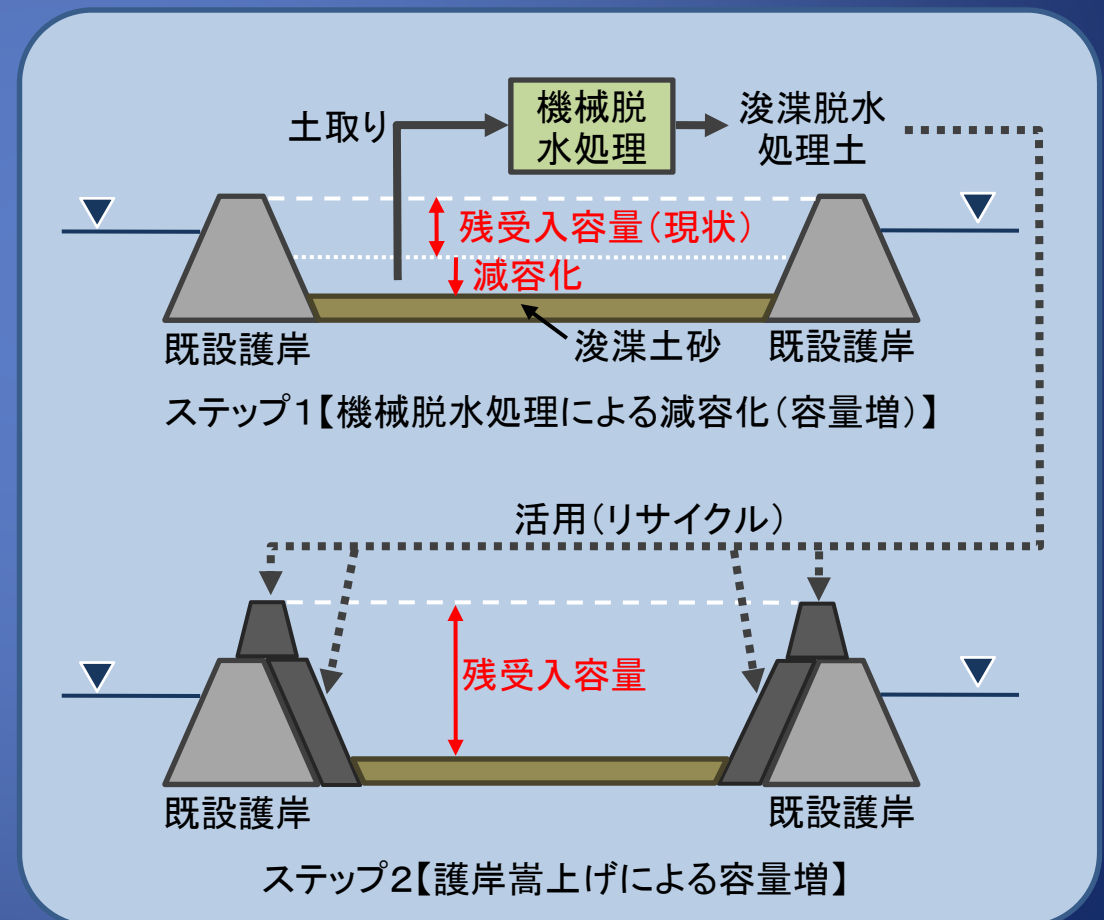 土取り
機械脱
水処理
浚渫脱水
処理土
残受入容量(現状)
減容化
浚渫土砂
既設護岸
既設護岸
ステップ1【機械脱水処理による減容化(容量増)】
活用(リサイクル)
残受入容量
既設護岸
既設護岸
ステップ2【護岸嵩上げによる容量増】